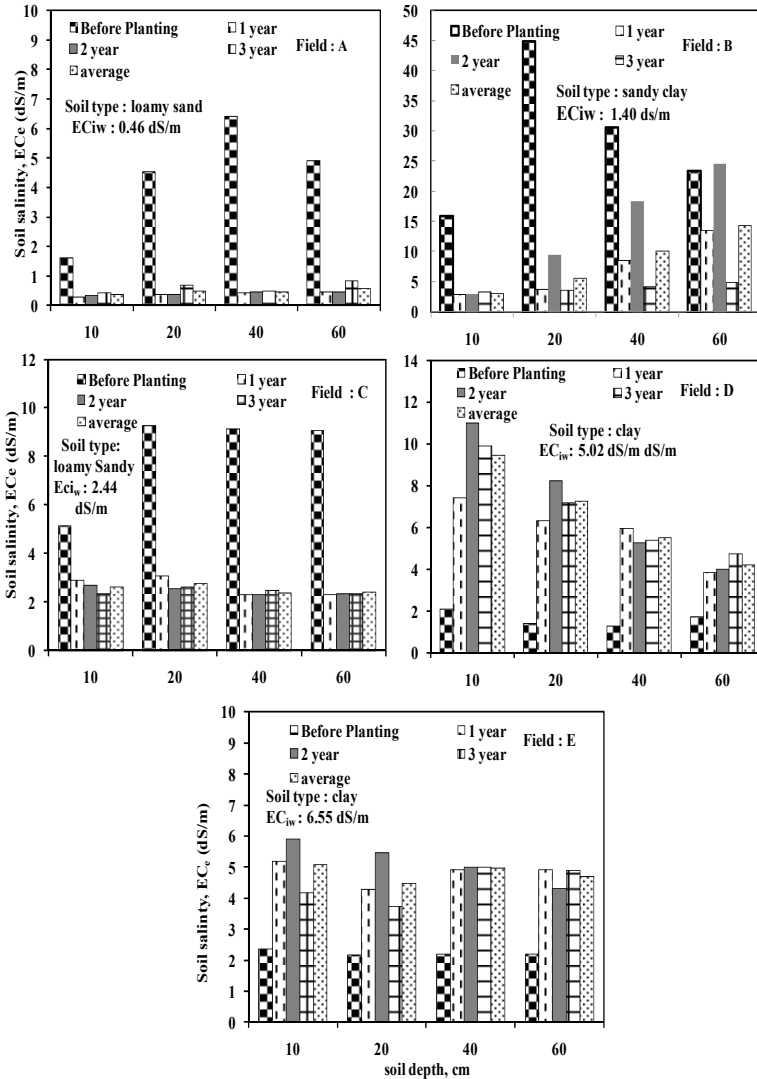 Soil salinity, ECe (dS/m)
10
9
8
7
6
5
4
3
2
1
0
Before Planting
1 year
2 year
3 year
average
Field : A
Soil type : loamy sand
ECiw : 0.46 dS/m
10 20 40 60
50
45
40
35
30
25
20
15
10
5
0
Before Planting
1 year
2 year
3 year
average
Field : B
Soil type : sandy clay
ECiw : 1.40 ds/m
10 20 40 60
Soil salinity, ECe (dS/m)
12
10
8
6
4
2
0
Before Planting
1 year
2 year
3 year
average
Field : C
Soil type:
loamy Sandy
Eciw : 2.44
dS/m
10 20 40 60
14
12
10
8
6
4
2
0
Before Planting
1 year
2 year
3 year
average
Field : D
Soil type : clay
ECiw: 5.02 dS/m dS/m
10 20 40 60
Soil salinity, ECe (dS/m)
10
9
8
7
6
5
4
3
2
1
0
Before Planting
1 year
2 year
3 year
average
Field : E
Soil type : clay
ECiw : 6.55 dS/m
10 20 40 60
soil depth, cm